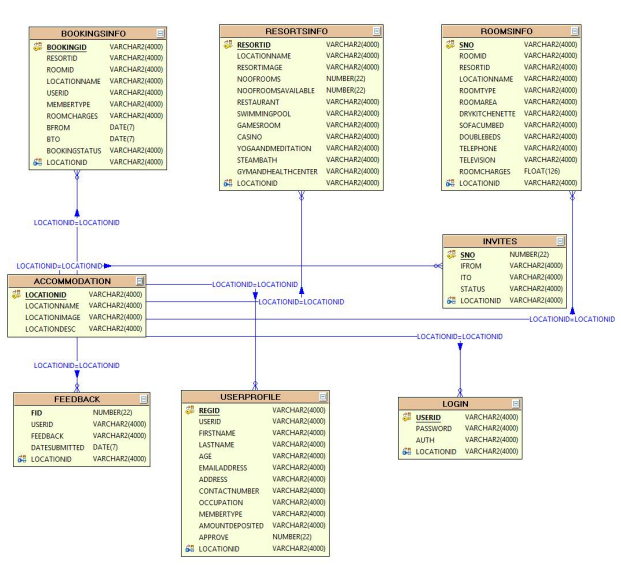 BOOKINGSINFO
BOOKINGID VARCHAR2(4000)
RESORTID VARCHAR2(4000)
ROOMID VARCHAR2(4000)
LOCATIONNAME VARCHAR2(4000)
USERID VARCHAR2(4000)
MEMBERTYPE VARCHAR2(4000)
ROOMCHARGES VARCHAR2(4000)
BFROM DATE(7)
BTO DATE(7)
BOOKINGSTATUS VARCHAR2(4000)
LOCATIONID VARCHAR2(4000)
RESORTSINFO
RESORTID VARCHAR2(4000)
LOCATIONNAME VARCHAR2(4000)
RESORTIMAGE VARCHAR2(4000)
NOOFROOMS NUMBER(22)
NOOFROOMSAVAILABLE NUMBER(22)
RESTAURANT VARCHAR2(4000)
SWIMMINGPOOL VARCHAR2(4000)
GAMESROOM VARCHAR2(4000)
CASINO VARCHAR2(4000)
YOGAANDMEDITATION VARCHAR2(4000)
STEAMBATH VARCHAR2(4000)
GYMANDHEALTHCENTER VARCHAR2(4000)
LOCATIONID VARCHAR2(4000)
ROOMSINFO
SNO VARCHAR2(4000)
ROOMID VARCHAR2(4000)
RESORTID VARCHAR2(4000)
LOCATIONNAME VARCHAR2(4000)
ROOMTYPE VARCHAR2(4000)
ROOMAREA VARCHAR2(4000)
DRYKITCHENETTE VARCHAR2(4000)
SOFACUMBED VARCHAR2(4000)
DOUBLEBEDS VARCHAR2(4000)
TELEPHONE VARCHAR2(4000)
TELEVISION VARCHAR2(4000)
ROOMCHARGES FLOAT(126)
LOCATIONID VARCHAR2(4000)
LOCATIONID=LOCATIONID
LOCATIONID=LOCATIONID
INVITES
SNO NUMBER(22)
IFROM VARCHAR2(4000)
ITO VARCHAR2(4000)
STATUS VARCHAR2(4000)
LOCATIONID VARCHAR2(4000)
ACCOMMODATION
LOCATIONID VARCHAR2(4000)
LOCATIONNAME VARCHAR2(4000)
LOCATIONIMAGE VARCHAR2(4000)
LOCATIONDESC VARCHAR2(4000)
LOCATIONID=LOCATIONID
LOCATIONID=LOCATIONID
LOCATIONID=LOCATIONID
LOCATIONID=LOCATIONID
LOCATIONID=LOCATIONID
FEEDBACK
FID NUMBER(22)
USERID VARCHAR2(4000)
FEEDBACK VARCHAR2(4000)
DATESUBMITTED DATE(7)
LOCATIONID VARCHAR2(4000)
USERPROFILE
REGID VARCHAR2(4000)
USERID VARCHAR2(4000)
FIRSTNAME VARCHAR2(4000)
LASTNAME VARCHAR2(4000)
AGE VARCHAR2(4000)
EMAILADDRESS VARCHAR2(4000)
ADDRESS VARCHAR2(4000)
CONTACTNUMBER VARCHAR2(4000)
OCCUPATION VARCHAR2(4000)
MEMBERTYPE VARCHAR2(4000)
AMOUNTDEPOSITED VARCHAR2(4000)
APPROVE NUMBER(22)
LOCATIONID VARCHAR2(4000)
LOGIN
USERID VARCHAR2(4000)
PASSWORD VARCHAR2(4000)
AUTH VARCHAR2(4000)
LOCATIONID VARCHAR2(4000)